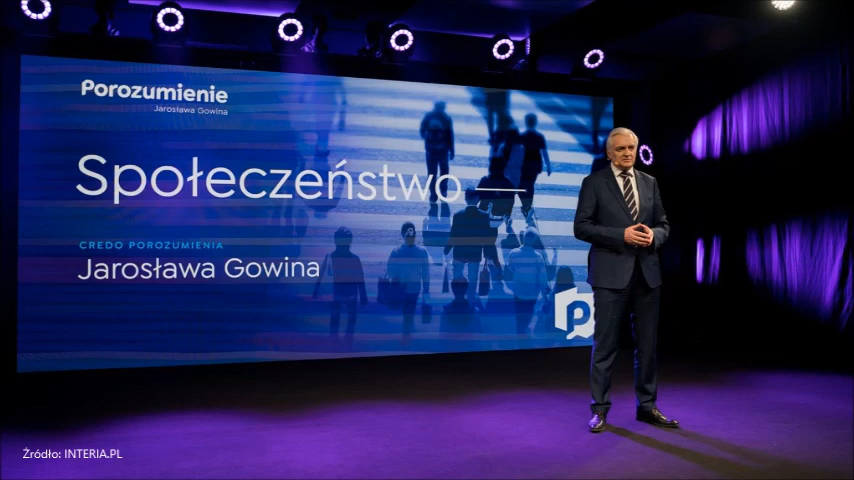 Porozumienie
Jarosława Gowina
Społeczeństwo —
CREDO POROZUMIENIA
Jarosława Gowina
P
Źródło: INTERIA.PL